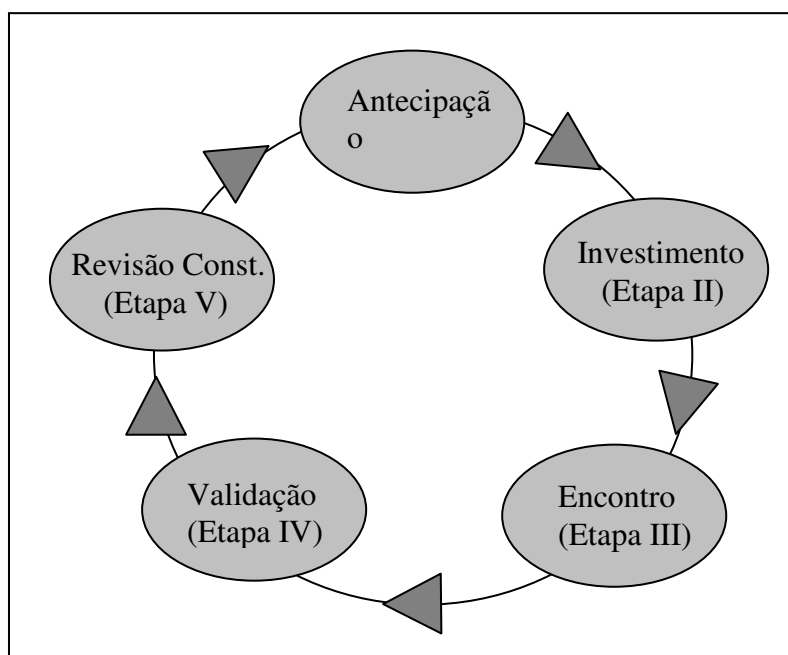 Antecipaçã
o
Investimento
(Etapa II)
Encontro
(Etapa III)
Validação
(Etapa IV)
Revisão Const.
(Etapa V)